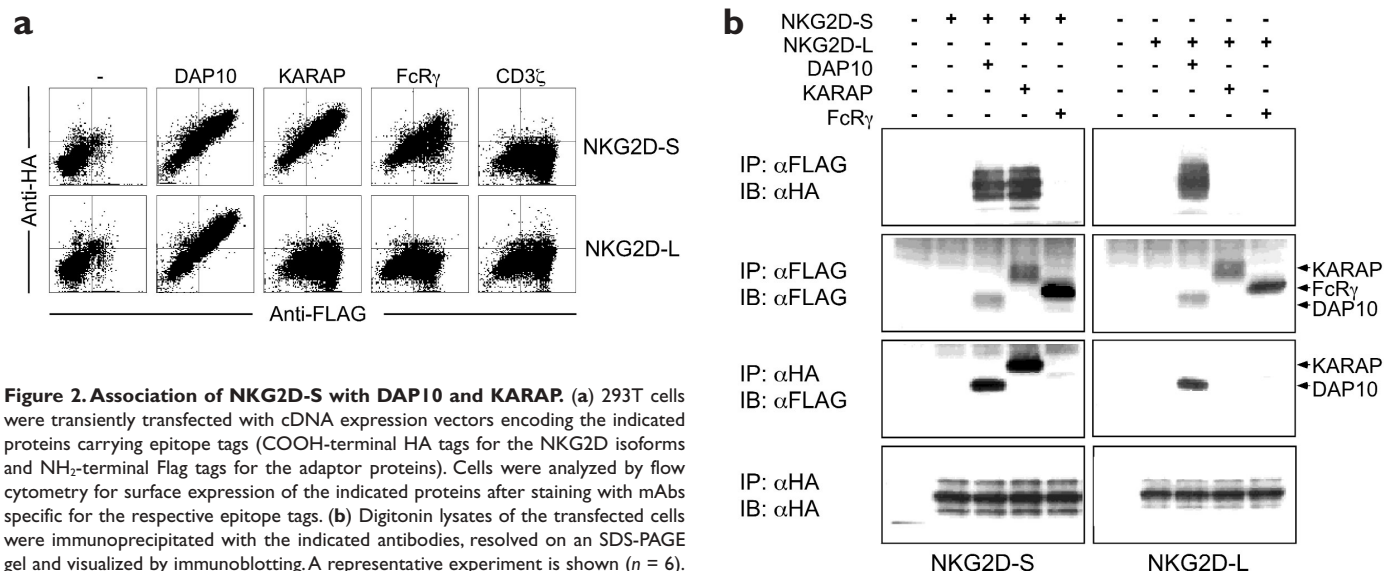 a
- DAP10 KARAP FcRγ CD3ζ
Anti-HA
NKG2D-S
NKG2D-L
Anti-FLAG
Figure 2. Association of NKG2D-S with DAP10 and KARAP. (a) 293T cells
were transiently transfected with cDNA expression vectors encoding the indicated
proteins carrying epitope tags (COOH-terminal HA tags for the NKG2D isoforms
and NH₂-terminal Flag tags for the adaptor proteins). Cells were analyzed by flow
cytometry for surface expression of the indicated proteins after staining with mAbs
specific for the respective epitope tags. (b) Digitonin lysates of the transfected cells
were immunoprecipitated with the indicated antibodies, resolved on an SDS-PAGE
gel and visualized by immunoblotting. A representative experiment is shown (n = 6).
b
NKG2D-S - + + + + - - - - -
NKG2D-L - - - - - - + + + +
DAP10 - - + - - - - + - -
KARAP - - - + - - - - + -
FcRγ - - - - + - - - - +
IP: αFLAG
IB: αHA
IP: αFLAG
IB: αFLAG
KARAP
FcRγ
DAP10
IP: αHA
IB: αFLAG
KARAP
DAP10
IP: αHA
IB: αHA
NKG2D-S NKG2D-L